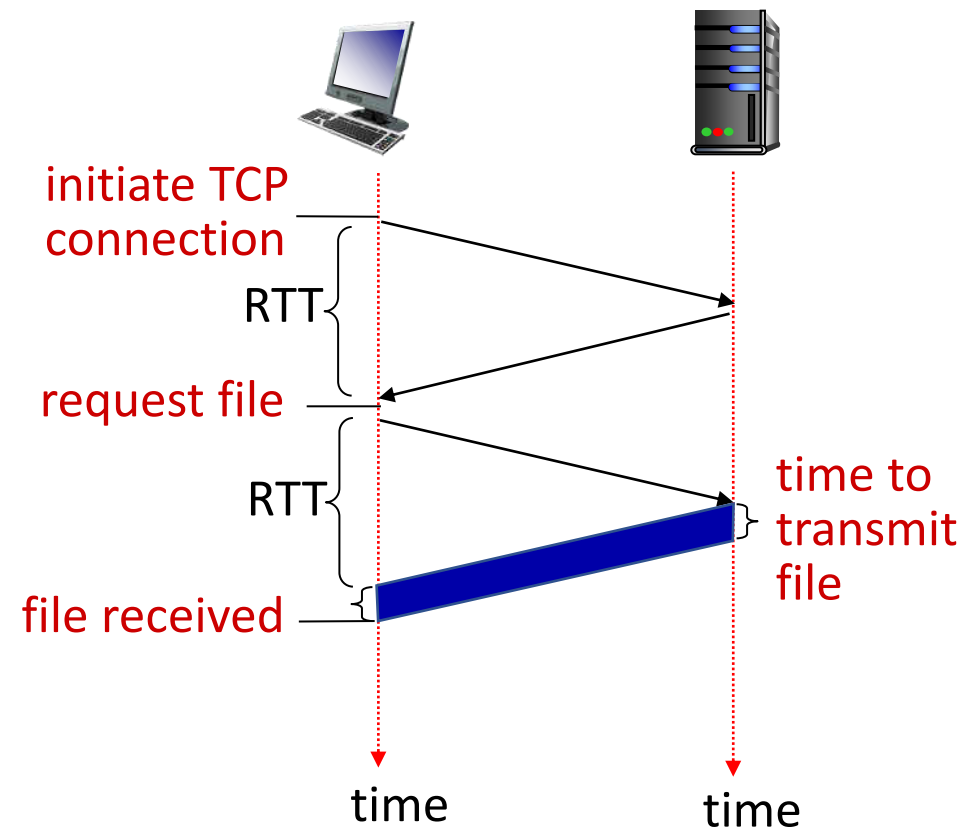 initiate TCP
connection
RTT
request file
RTT
time to
transmit
file
file received
time
time